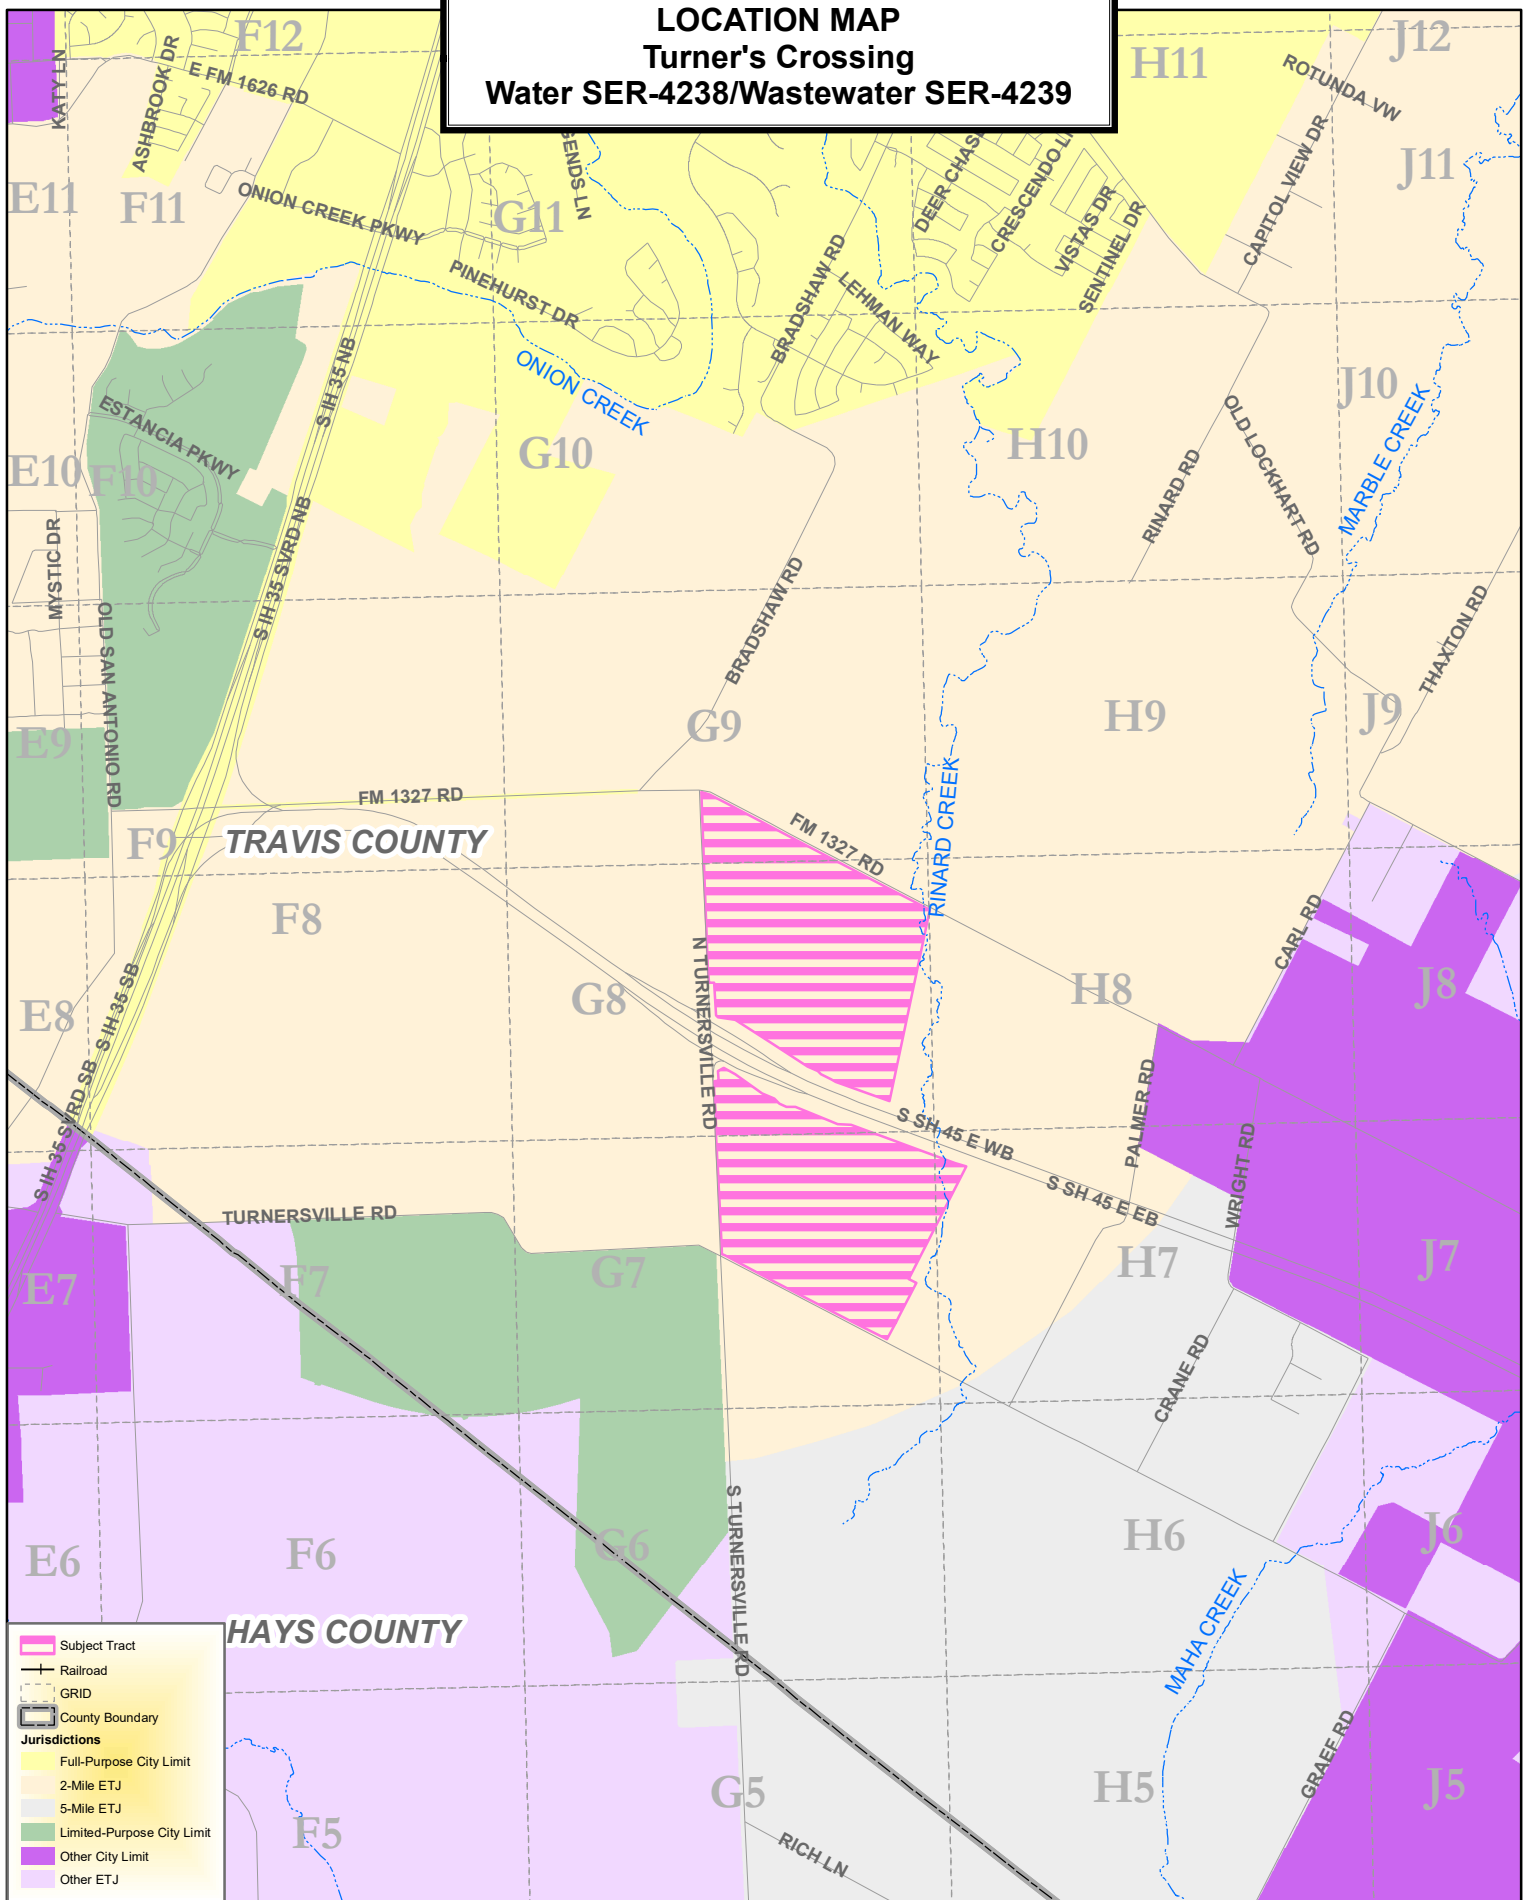 LOCATION MAP
Turner's Crossing
Water SER-4238/Wastewater SER-4239
F12
H11
J12
KATY LN
ASHBROOK DR
E FM 1626 RD
ROTUNDA VW
CAPITOL VIEW DR
J11
E11
F11
ONION CREEK PKWY
G11
GENDS LN
DEER CHASE
CRESCENDO L
VISTAS DR
SENTINEL DR
PINEHURST DR
BRADSHAW RD
LEHMAN WAY
ONION CREEK
S IH 35 NB
ESTANCIA PKWY
E10
F10
G10
H10
J10
OLD LOCKHART RD
MARBLE CREEK
RINARD RD
MYSTIC DR
S IH 35 SVRD NB
OLD SAN ANTONIO RD
BRADSHAW RD
THAXTON RD
E9
G9
H9
J9
FM 1327 RD
RINARD CREEK
F9
TRAVIS COUNTY
FM 1327 RD
F8
N TURNERSVILLE RD
CARL RD
E8
S IH 35 SB
G8
H8
J8
S IH 35 SVRD SB
PALMER RD
S SH 45 E WB
WRIGHT RD
S SH 45 E EB
TURNERSVILLE RD
E7
F7
G7
H7
J7
CRANE RD
S TURNERSVILLE RD
E6
F6
G6
H6
J6
MAHA CREEK
HAYS COUNTY
GRAEF RD
F5
G5
H5
J5
RICH LN
Subject Tract
Railroad
GRID
County Boundary
Jurisdictions
Full-Purpose City Limit
2-Mile ETJ
5-Mile ETJ
Limited-Purpose City Limit
Other City Limit
Other ETJ